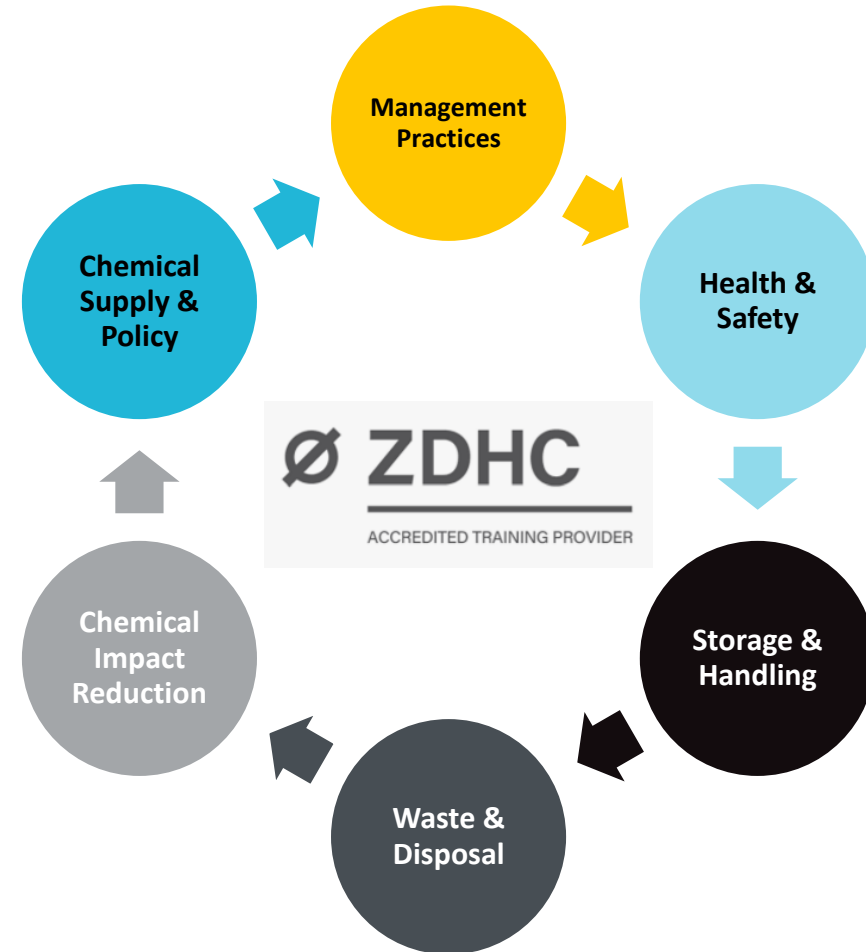 Management
Practices
Health &
Safety
Storage &
Handling
Waste &
Disposal
Chemical
Impact
Reduction
Chemical
Supply &
Policy
Ø ZDHC
ACCREDITED TRAINING PROVIDER